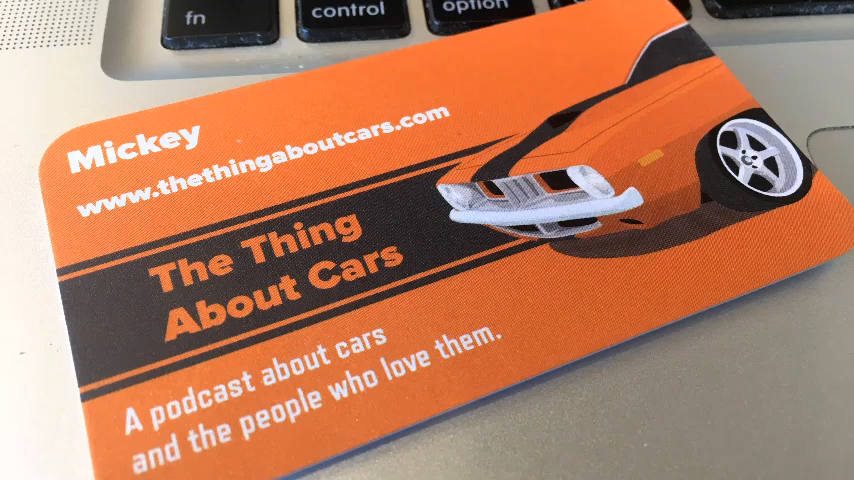 fn
control
option
Mickey
www.thethingaboutcars.com
The Thing
About Cars
A podcast about cars
and the people who love them.